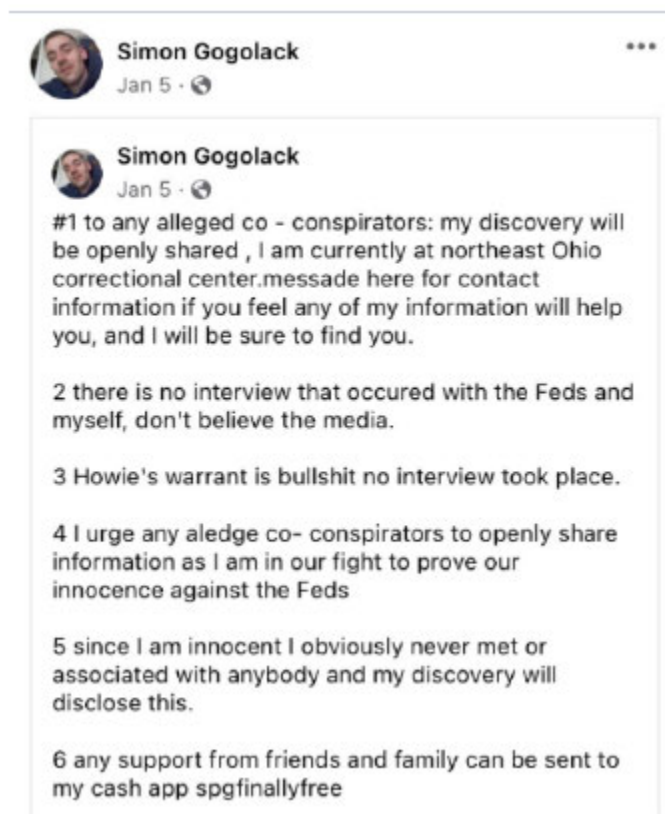 Simon Gogolack
Jan 5 ·
Simon Gogolack
Jan 5 ·
#1 to any alleged co - conspirators: my discovery will
be openly shared , I am currently at northeast Ohio
correctional center.messade here for contact
information if you feel any of my information will help
you, and I will be sure to find you.
2 there is no interview that occured with the Feds and
myself, don't believe the media.
3 Howie's warrant is bullshit no interview took place.
4 I urge any aledge co- conspirators to openly share
information as I am in our fight to prove our
innocence against the Feds
5 since I am innocent I obviously never met or
associated with anybody and my discovery will
disclose this.
6 any support from friends and family can be sent to
my cash app spgfinallyfree